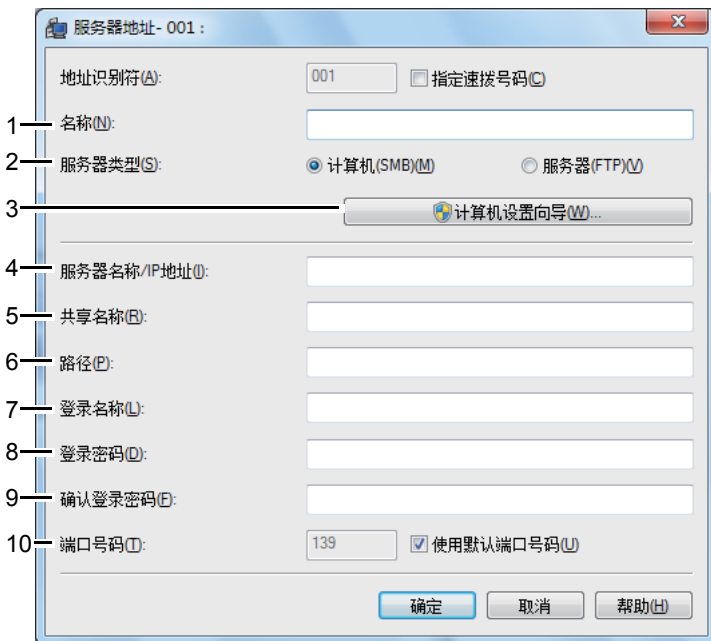 服务器地址- 001 :
地址识别符(A): 001 指定速拨号码(C)
1 名称(N):
2 服务器类型(S): 计算机(SMB)(M) 服务器(FTP)(V)
3 计算机设置向导(W)...
4 服务器名称/IP地址(I):
5 共享名称(R):
6 路径(P):
7 登录名称(L):
8 登录密码(D):
9 确认登录密码(F):
10 端口号码(T): 139 使用默认端口号码(U)
确定 取消 帮助(H)